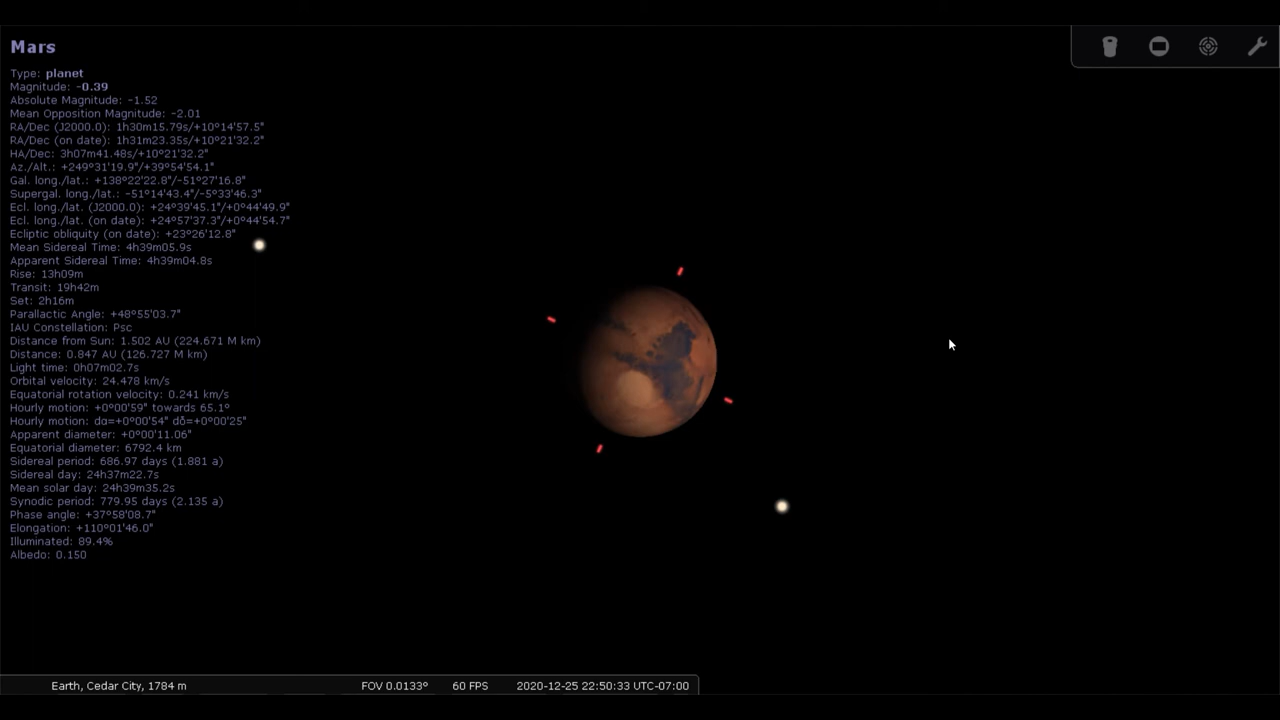 Mars
Type: planet
Magnitude: -0.39
Absolute Magnitude: -1.52
Mean Opposition Magnitude: -2.01
RA/Dec (J2000.0): 1h30m15.79s/+10°14'57.5"
RA/Dec (on date): 1h31m23.35s/+10°21'32.2"
HA/Dec: 3h07m41.48s/+10°21'32.2"
Az./Alt.: +249°31'19.9"/+39°54'54.1"
Gal. long./lat.: +138°22'22.8"/-51°27'16.8"
Supergal. long./lat.: -51°14'43.4"/-5°33'46.3"
Ecl. long./lat. (J2000.0): +24°39'45.1"/+0°44'49.9"
Ecl. long./lat. (on date): +24°57'37.3"/+0°44'54.7"
Ecliptic obliquity (on date): +23°26'12.8"
Mean Sidereal Time: 4h39m05.9s
Apparent Sidereal Time: 4h39m04.8s
Rise: 13h09m
Transit: 19h42m
Set: 2h16m
Parallactic Angle: +48°55'03.7"
IAU Constellation: Psc
Distance from Sun: 1.502 AU (224.671 M km)
Distance: 0.847 AU (126.727 M km)
Light time: 0h07m02.7s
Orbital velocity: 24.478 km/s
Equatorial rotation velocity: 0.241 km/s
Hourly motion: +0°00'59" towards 65.1°
Hourly motion: dα=+0°00'54" dδ=+0°00'25"
Apparent diameter: +0°00'11.06"
Equatorial diameter: 6792.4 km
Sidereal period: 686.97 days (1.881 a)
Sidereal day: 24h37m22.7s
Mean solar day: 24h39m35.2s
Synodic period: 779.95 days (2.135 a)
Phase angle: +37°58'08.7"
Elongation: +110°01'46.0"
Illuminated: 89.4%
Albedo: 0.150
Earth, Cedar City, 1784 m FOV 0.0133° 60 FPS 2020-12-25 22:50:33 UTC-07:00